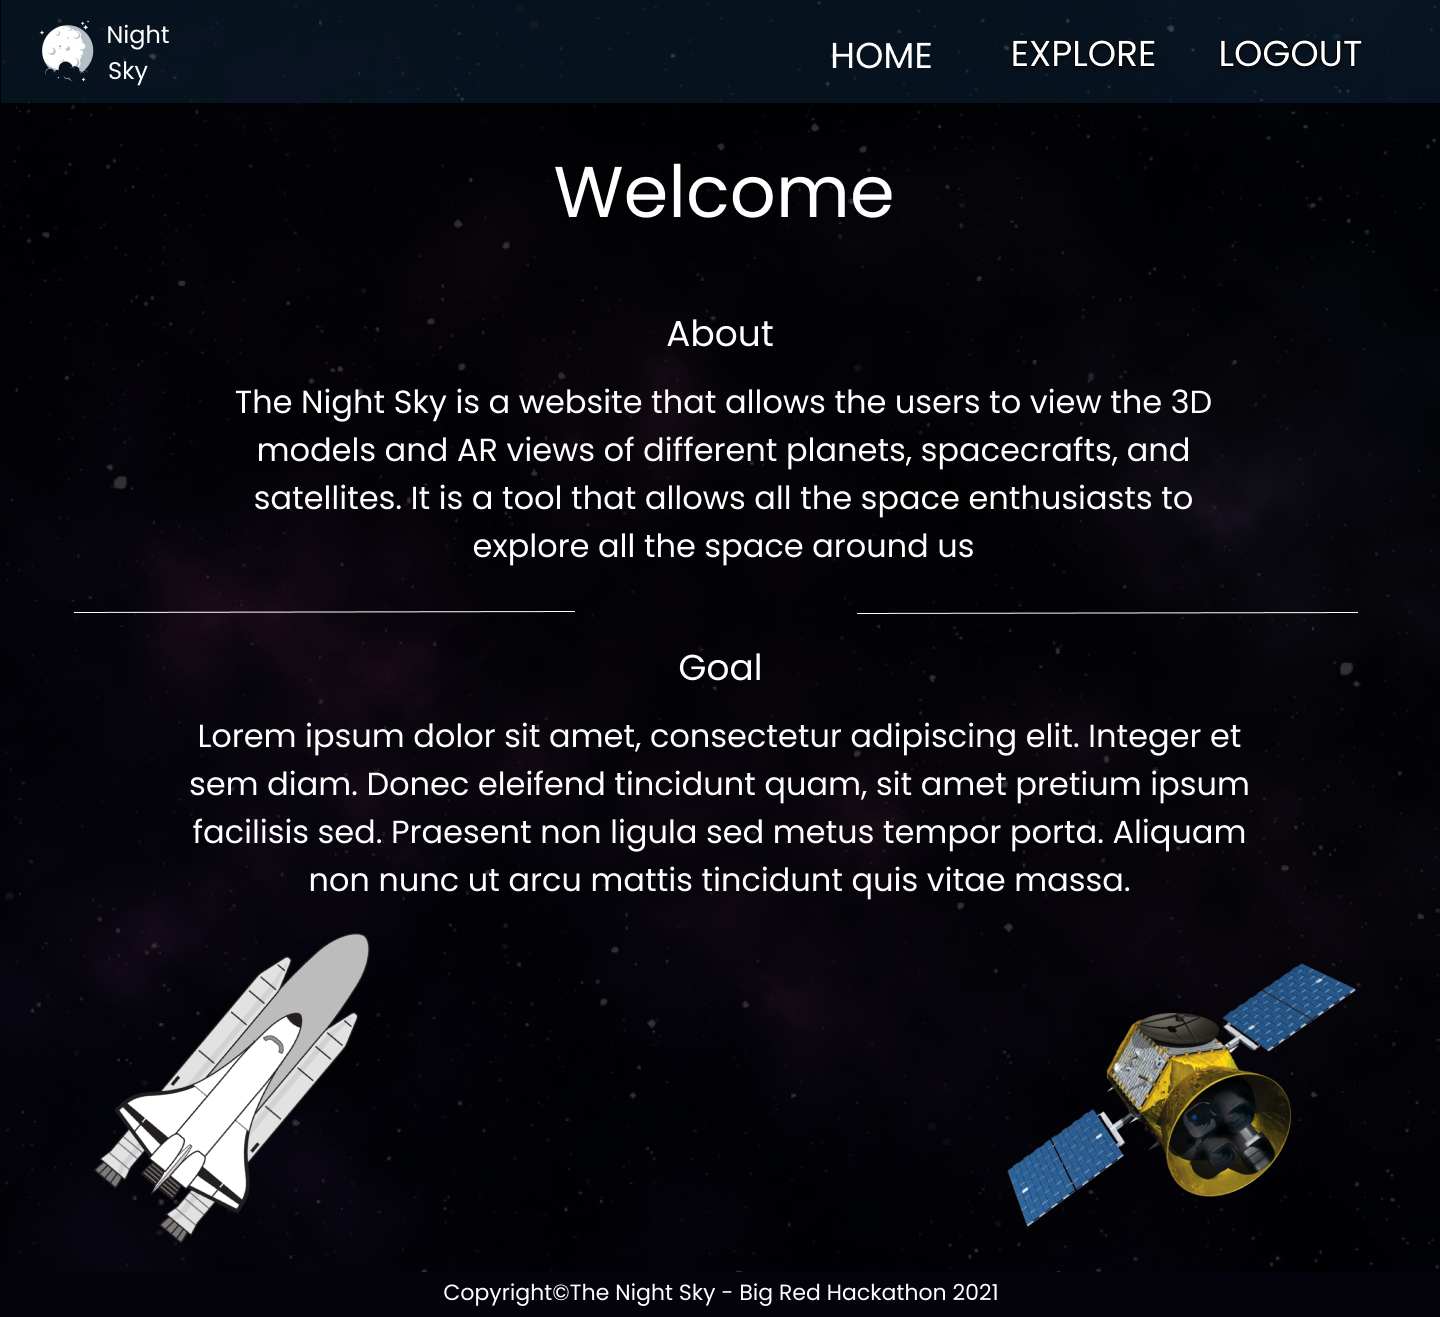 Night
Sky
HOME EXPLORE LOGOUT
Welcome
About
The Night Sky is a website that allows the users to view the 3D
models and AR views of different planets, spacecrafts, and
satellites. It is a tool that allows all the space enthusiasts to
explore all the space around us
Goal
Lorem ipsum dolor sit amet, consectetur adipiscing elit. Integer et
sem diam. Donec eleifend tincidunt quam, sit amet pretium ipsum
facilisis sed. Praesent non ligula sed metus tempor porta. Aliquam
non nunc ut arcu mattis tincidunt quis vitae massa.
Copyright©The Night Sky - Big Red Hackathon 2021